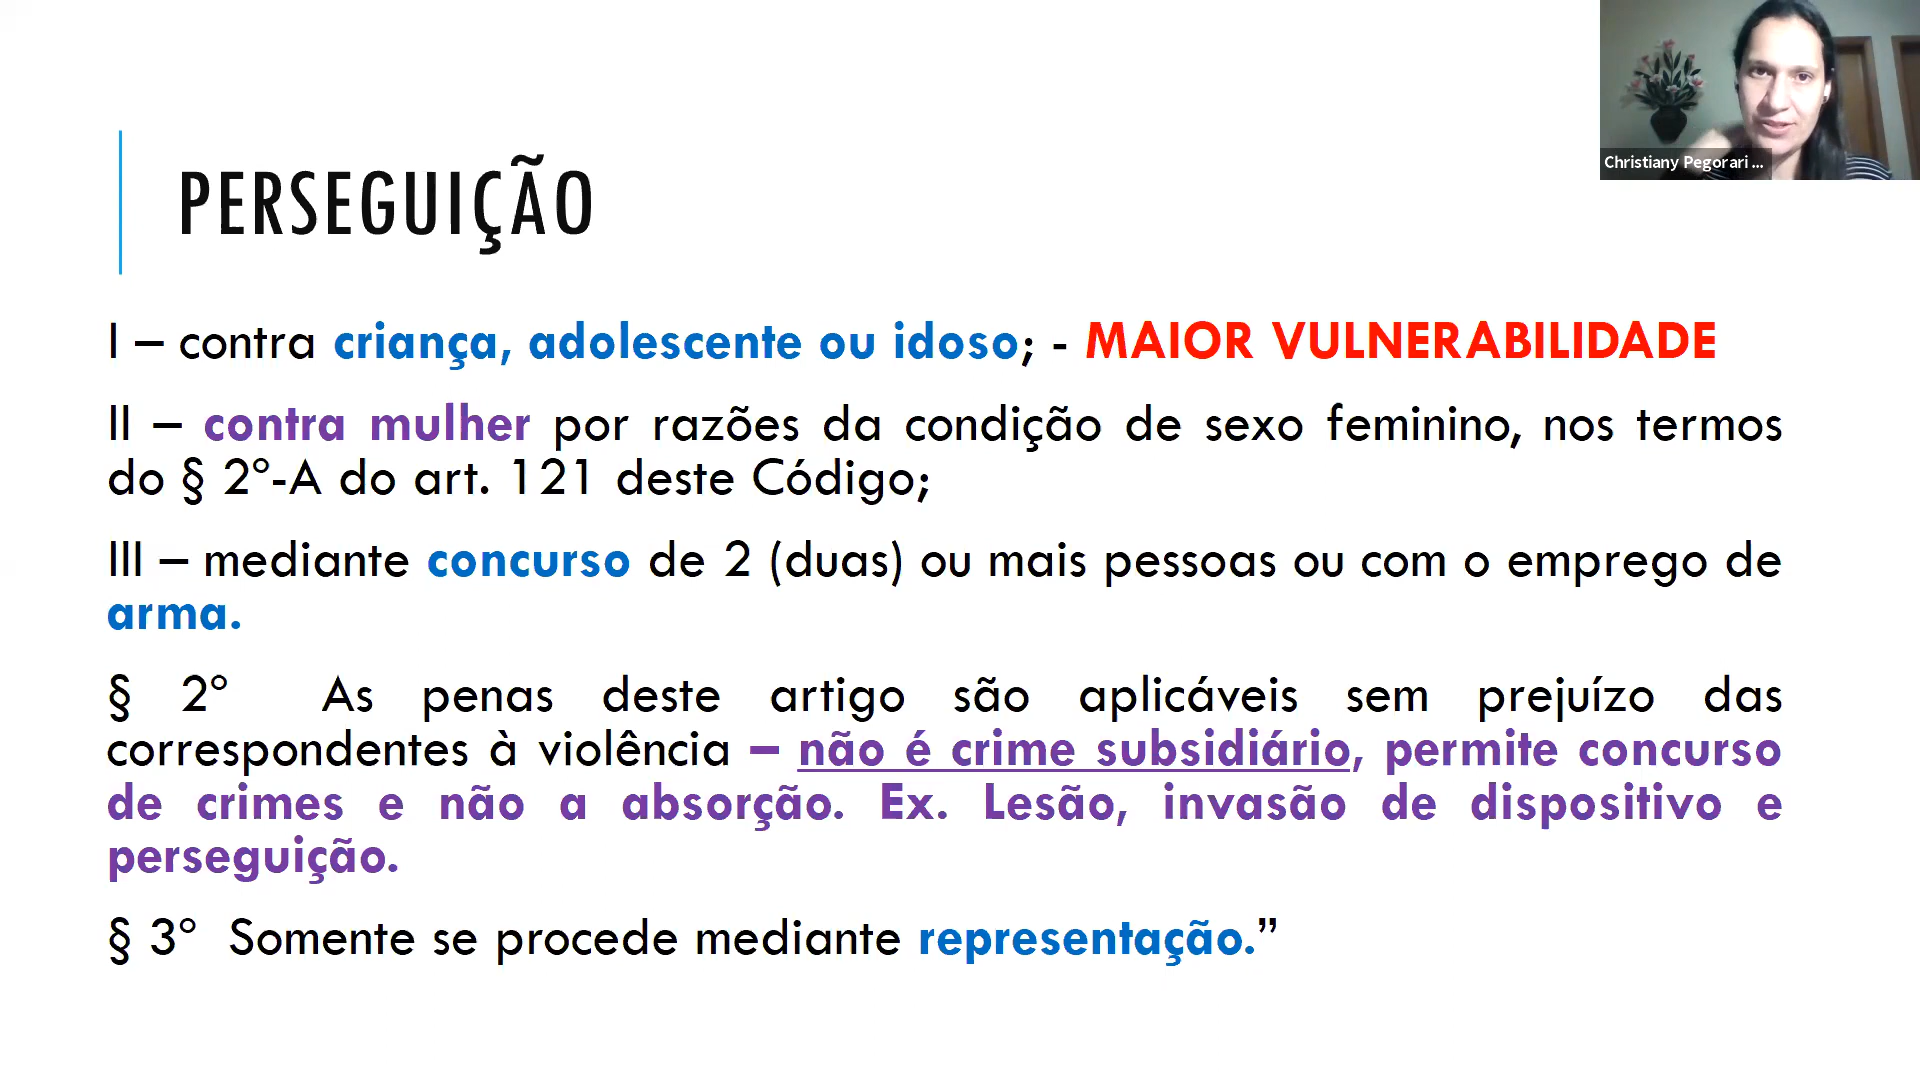 Christiany Pegorari ...
PERSEGUIÇÃO
I – contra criança, adolescente ou idoso; - MAIOR VULNERABILIDADE
II – contra mulher por razões da condição de sexo feminino, nos termos
do § 2º-A do art. 121 deste Código;
III – mediante concurso de 2 (duas) ou mais pessoas ou com o emprego de
arma.
§ 2º As penas deste artigo são aplicáveis sem prejuízo das
correspondentes à violência – não é crime subsidiário, permite concurso
de crimes e não a absorção. Ex. Lesão, invasão de dispositivo e
perseguição.
§ 3º Somente se procede mediante representação.”